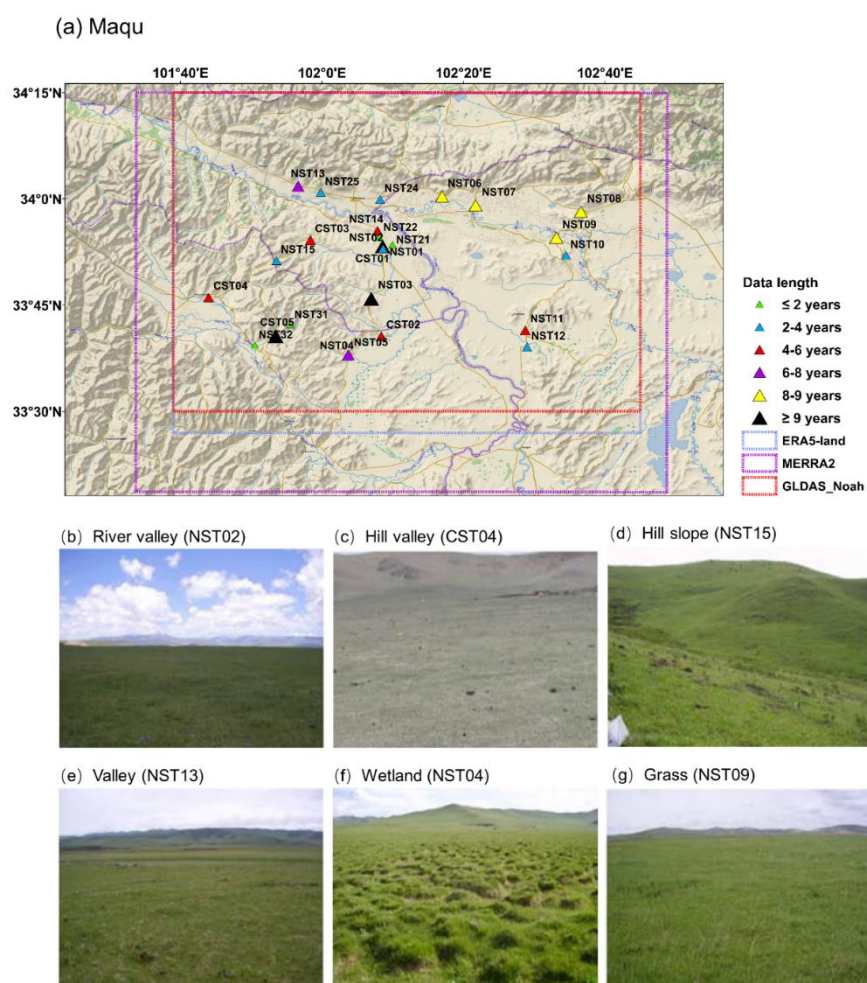 (a) Maqu
101°40'E 102°0'E 102°20'E 102°40'E
34°15'N
NST13
NST25
NST24
NST06
NST07
NST08
34°0'N
NST14
NST22
CST03
NST02
NST21
NST09
NST15
CST01
NST01
NST10
CST04
NST03
33°45'N
NST31
CST05
NST32
CST02
NST11
NST04
NST05
NST12
33°30'N
Data length
≤ 2 years
2-4 years
4-6 years
6-8 years
8-9 years
≥ 9 years
ERA5-land
MERRA2
GLDAS_Noah
(b) River valley (NST02)
(c) Hill valley (CST04)
(d) Hill slope (NST15)
(e) Valley (NST13)
(f) Wetland (NST04)
(g) Grass (NST09)